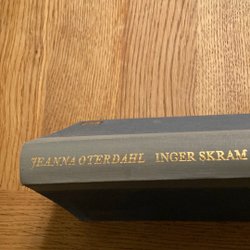 JEANNA OTERDAHL INGER SKRAM